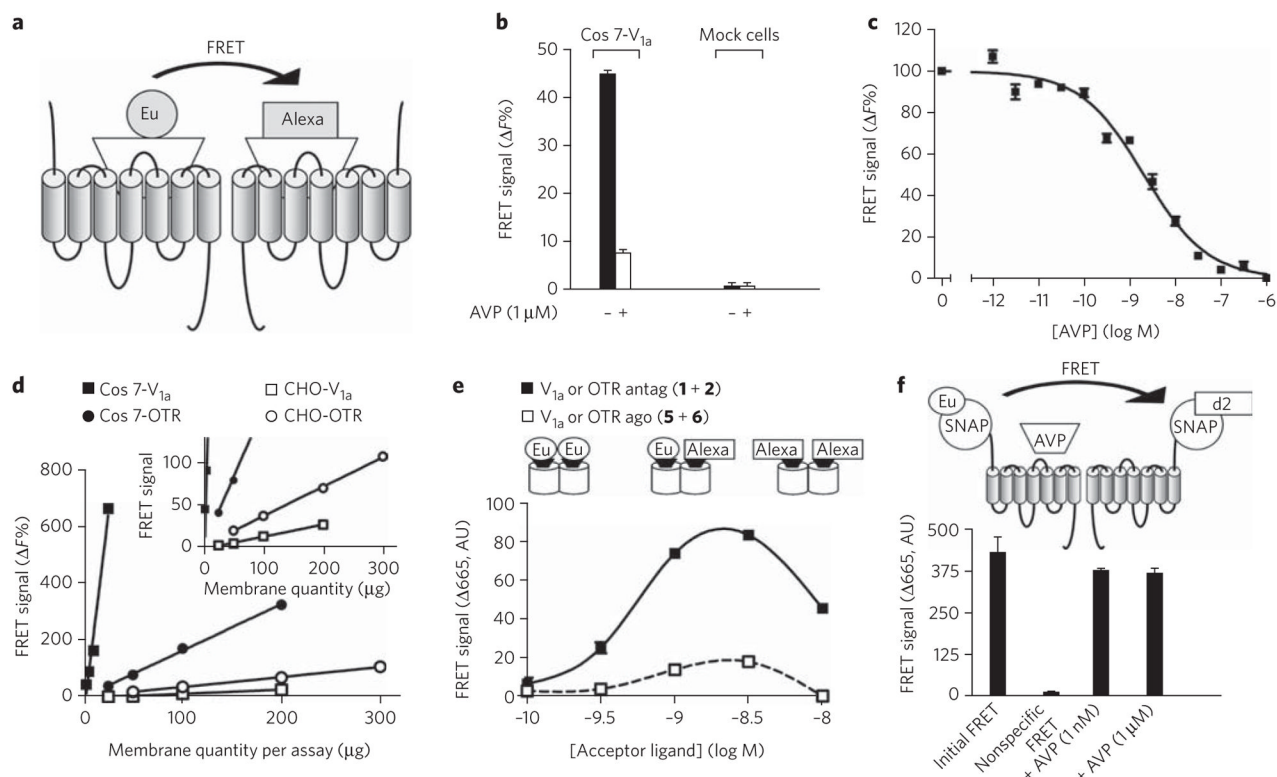 a
FRET
Eu
Alexa
b
Cos 7-V1a
Mock cells
50
40
30
20
10
0
FRET signal (ΔF%)
AVP (1 μM)
– +
– +
c
120
100
80
60
40
20
0
FRET signal (ΔF%)
0
–12
–11
–10
–9
–8
–7
–6
[AVP] (log M)
d
Cos 7-V1a
CHO-V1a
Cos 7-OTR
CHO-OTR
800
600
400
200
0
FRET signal (ΔF%)
0
100
200
300
Membrane quantity per assay (μg)
100
50
0
FRET signal
0
100
200
300
Membrane quantity (μg)
e
V1a or OTR antag (1 + 2)
V1a or OTR ago (5 + 6)
Eu
Eu
Eu
Alexa
Alexa
Alexa
100
80
60
40
20
0
FRET signal (Δ665, AU)
–10
–9.5
–9
–8.5
–8
[Acceptor ligand] (log M)
f
FRET
Eu
SNAP
AVP
d2
SNAP
500
375
250
125
0
FRET signal (Δ665, AU)
Initial FRET
Nonspecific
FRET
+ AVP (1 nM)
+ AVP (1 μM)